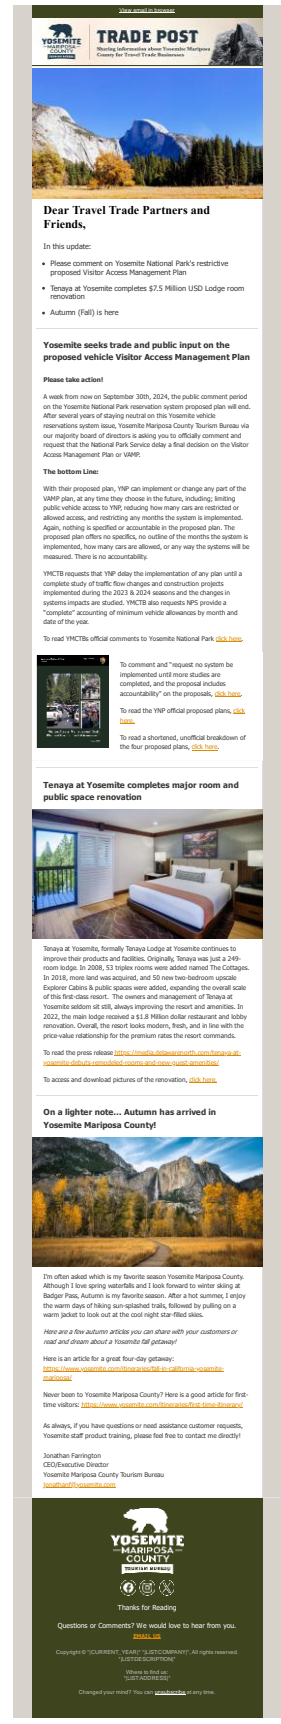 View email in browser
YOSEMITE
MARIPOSA
COUNTY
TOURISM BUREAU
TRADE POST
Sharing information about Yosemite Mariposa
County for Travel Trade Businesses
Dear Travel Trade Partners and
Friends,
In this update:
• Please comment on Yosemite National Park's restrictive
proposed Visitor Access Management Plan
• Tenaya at Yosemite completes $7.5 Million USD Lodge room
renovation
• Autumn (Fall) is here
Yosemite seeks trade and public input on the
proposed vehicle Visitor Access Management Plan
Please take action!
A week from now on September 30th, 2024, the public comment period
on the Yosemite National Park reservation system proposed plan will end.
After several years of staying neutral on this Yosemite vehicle
reservations system issue, Yosemite Mariposa County Tourism Bureau via
our majority board of directors is asking you to officially comment and
request that the National Park Service delay a final decision on the Visitor
Access Management Plan or VAMP.
The bottom Line:
With their proposed plan, YNP can implement or change any part of the
VAMP plan, at any time they choose in the future, including; limiting
public vehicle access to YNP, reducing how many cars are restricted or
allowed access, and restricting any months the system is implemented.
Again, nothing is specified or accountable in the proposed plan. The
proposed plan offers no specifics, no outline of the months the system is
implemented, how many cars are allowed, or any way the systems will be
measured. There is no accountability.
YMCTB requests that YNP delay the implementation of any plan until a
complete study of traffic flow changes and construction projects
implemented during the 2023 & 2024 seasons and the changes in
systems impacts are studied. YMCTB also requests NPS provide a
"complete" accounting of minimum vehicle allowances by month and
date of the year.
To read YMCTBs official comments to Yosemite National Park click here.
To comment and "request no system be
implemented until more studies are
completed, and the proposal includes
accountability" on the proposals, click here.
To read the YNP official proposed plans, click
here.
To read a shortened, unofficial breakdown of
the four proposed plans, click here.
Tenaya at Yosemite completes major room and
public space renovation
Tenaya at Yosemite, formally Tenaya Lodge at Yosemite continues to
improve their products and facilities. Originally, Tenaya was just a 249-
room lodge. In 2008, 53 triplex rooms were added named The Cottages.
In 2018, more land was acquired, and 50 new two-bedroom upscale
Explorer Cabins & public spaces were added, expanding the overall scale
of this first-class resort. The owners and management of Tenaya at
Yosemite seldom sit still, always improving the resort and amenities. In
2022, the main lodge received a $1.8 Million dollar restaurant and lobby
renovation. Overall, the resort looks modern, fresh, and in line with the
price-value relationship for the premium rates the resort commands.
To read the press release https://media.delawarenorth.com/tenaya-at-
yosemite-debuts-remodeled-rooms-and-new-guest-amenities/
To access and download pictures of the renovation, click here.
On a lighter note... Autumn has arrived in
Yosemite Mariposa County!
I'm often asked which is my favorite season Yosemite Mariposa County.
Although I love spring waterfalls and I look forward to winter skiing at
Badger Pass, Autumn is my favorite season. After a hot summer, I enjoy
the warm days of hiking sun-splashed trails, followed by pulling on a
warm jacket to look out at the cool night star-filled skies.
Here are a few autumn articles you can share with your customers or
read and dream about a Yosemite fall getaway!
Here is an article for a great four-day getaway:
https://www.yosemite.com/itineraries/fall-in-california-yosemite-
mariposa/
Never been to Yosemite Mariposa County? Here is a good article for first-
time visitors: https://www.yosemite.com/itineraries/first-time-itinerary/
As always, if you have questions or need assistance customer requests,
Yosemite staff product training, please feel free to contact me directly!
Jonathan Farrington
CEO/Executive Director
Yosemite Mariposa County Tourism Bureau
jonathanf@yosemite.com
YOSEMITE
MARIPOSA
COUNTY
TOURISM BUREAU
Thanks for Reading
Questions or Comments? We would love to hear from you.
EMAIL US
Copyright © *|CURRENT_YEAR|* *|LIST:COMPANY|*, All rights reserved.
*|LIST:DESCRIPTION|*
Where to find us:
*|LIST:ADDRESS|*
Changed your mind? You can unsubscribe at any time.